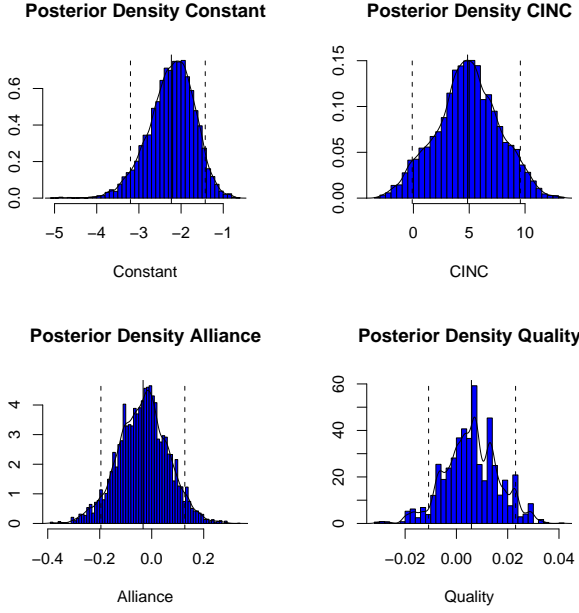 Posterior Density Constant
0.0 0.2 0.4 0.6
−5 −4 −3 −2 −1
Constant
Posterior Density CINC
0.00 0.05 0.10 0.15
0 5 10
CINC
Posterior Density Alliance
0 1 2 3 4
−0.4 −0.2 0.0 0.2
Alliance
Posterior Density Quality
0 20 40 60
−0.02 0.00 0.02 0.04
Quality